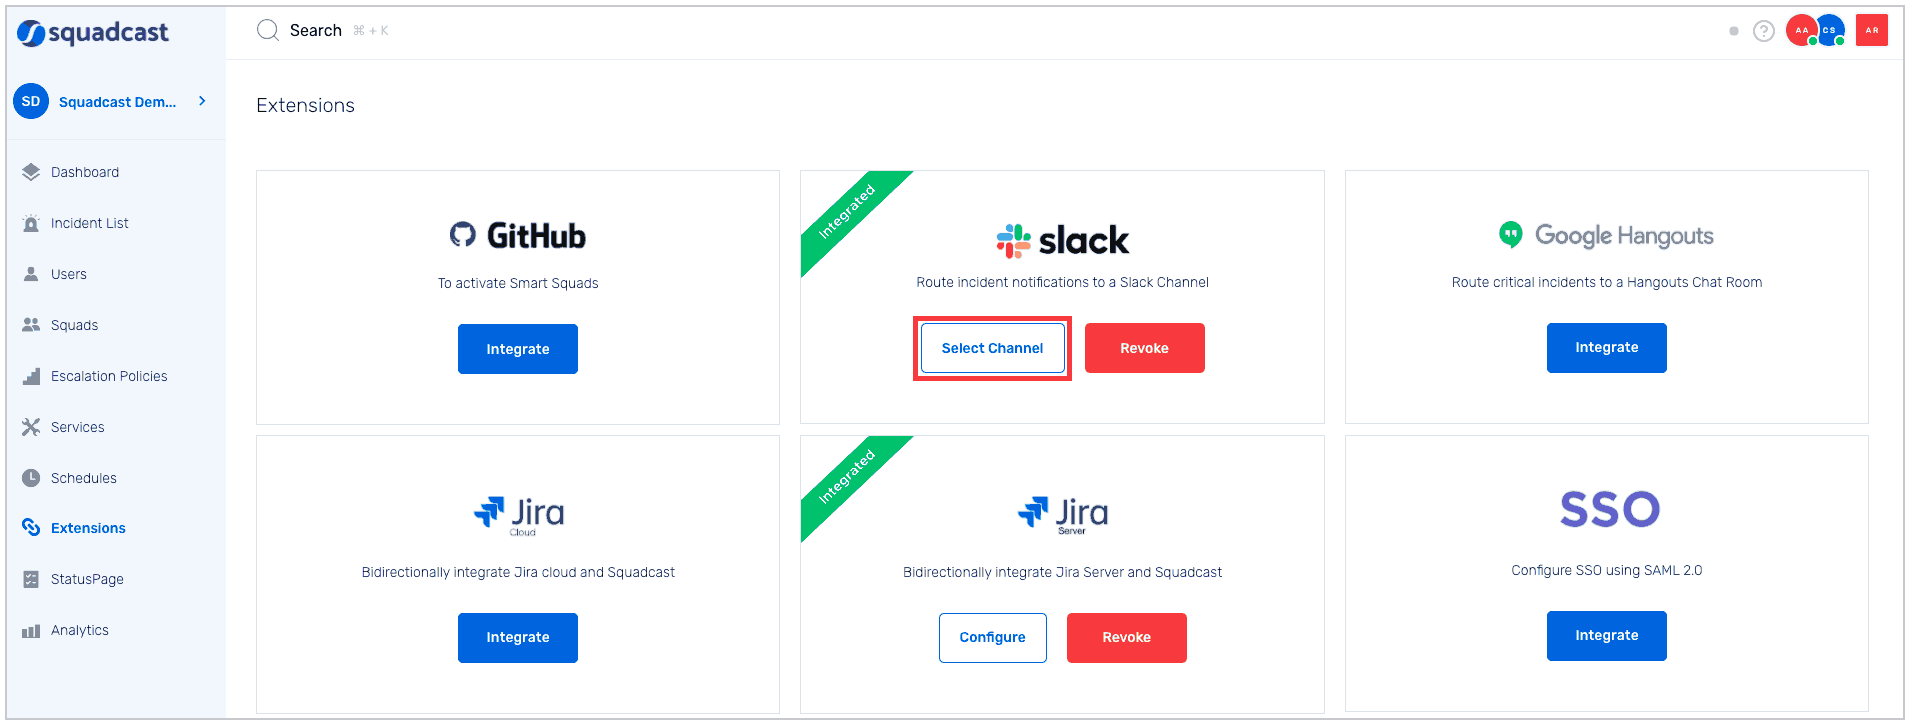 squadcast
Search ⌘ + K
?
AA
CS
AR
SD
Squadcast Dem...
Dashboard
Incident List
Users
Squads
Escalation Policies
Services
Schedules
Extensions
StatusPage
Analytics
Extensions
GitHub
To activate Smart Squads
Integrate
Integrated
slack
Route incident notifications to a Slack Channel
Select Channel Revoke
Google Hangouts
Route critical incidents to a Hangouts Chat Room
Integrate
Jira
Cloud
Bidirectionally integrate Jira cloud and Squadcast
Integrate
Integrated
Jira
Server
Bidirectionally integrate Jira Server and Squadcast
Configure Revoke
SSO
Configure SSO using SAML 2.0
Integrate